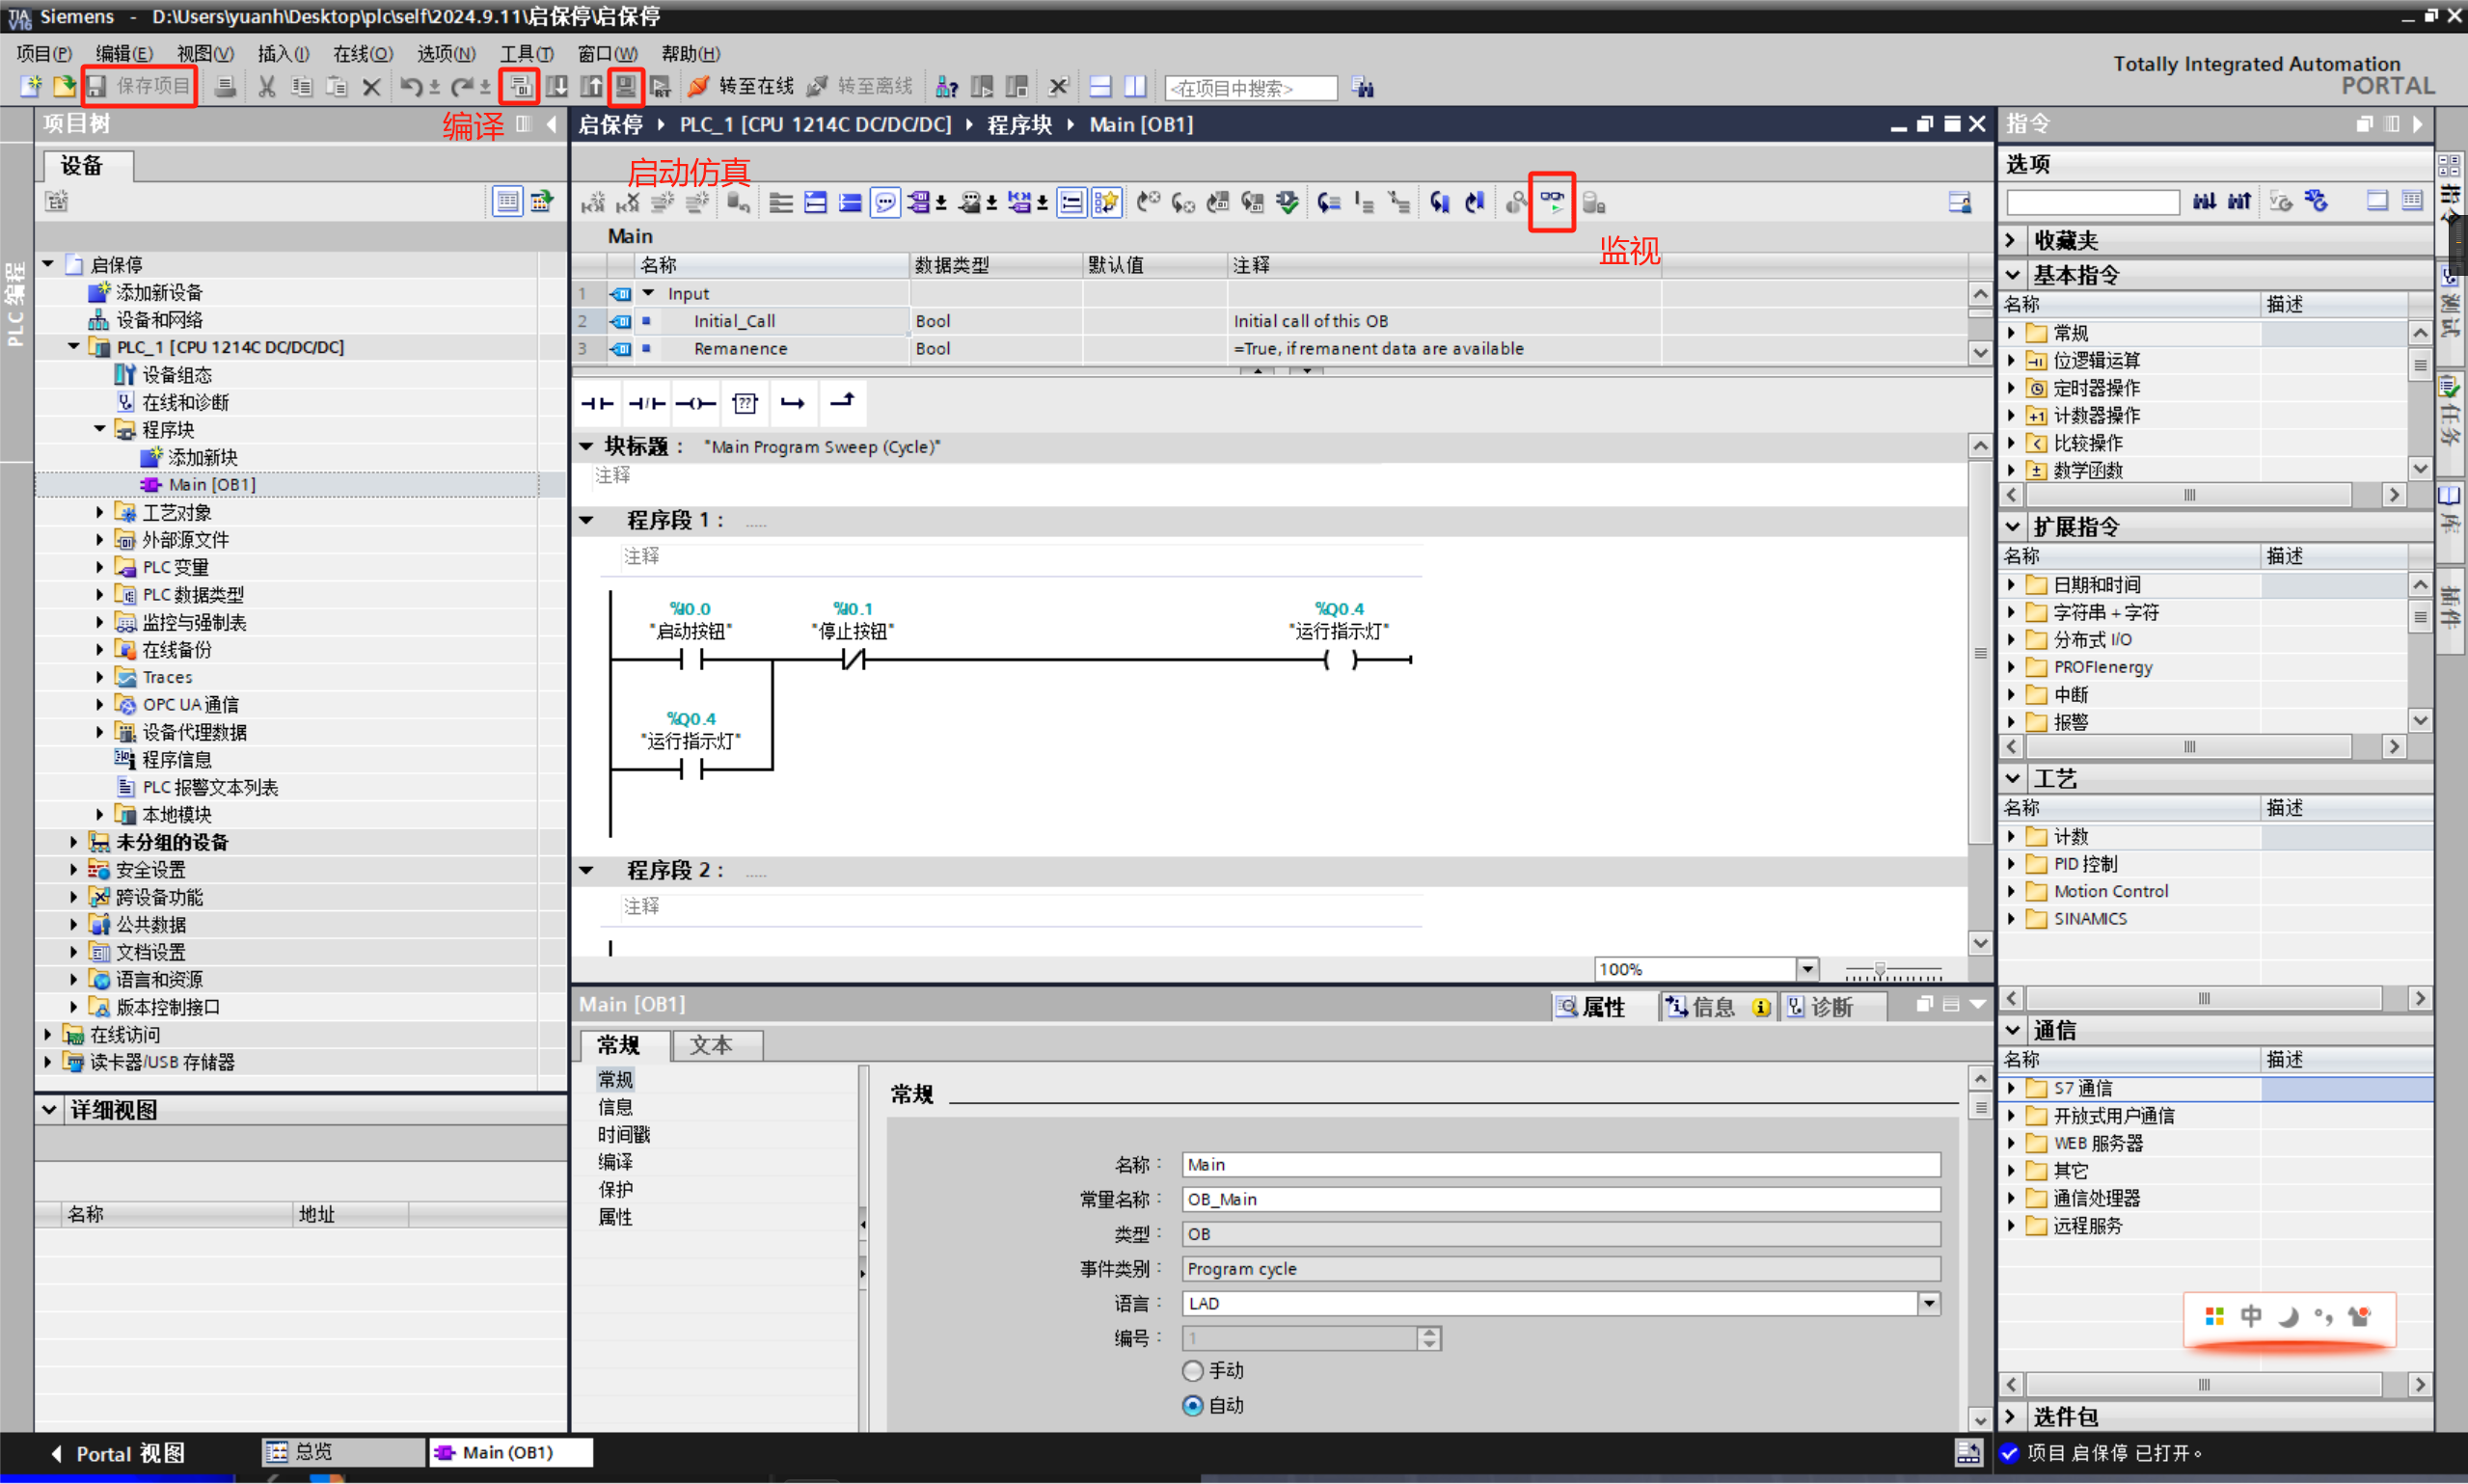 Siemens - D:\Users\yuanh\Desktop\plc\self\2024.9.11\启保停\启保停
项目(P) 编辑(E) 视图(V) 插入(I) 在线(O) 选项(N) 工具(T) 窗口(W) 帮助(H)
Totally Integrated Automation
PORTAL
保存项目 转至在线 转至离线 <在项目中搜索>
编译
启动仿真
监视
项目树
设备
PLC 编程
启保停
添加新设备
设备和网络
PLC_1 [CPU 1214C DC/DC/DC]
设备组态
在线和诊断
程序块
添加新块
Main [OB1]
工艺对象
外部源文件
PLC 变量
PLC 数据类型
监控与强制表
在线备份
Traces
OPC UA 通信
设备代理数据
程序信息
PLC 报警文本列表
本地模块
未分组的设备
安全设置
跨设备功能
公共数据
文档设置
语言和资源
版本控制接口
在线访问
读卡器/USB 存储器
详细视图
名称 地址
启保停 PLC_1 [CPU 1214C DC/DC/DC] 程序块 Main [OB1]
Main
名称 数据类型 默认值 注释
1 Input
2 Initial_Call Bool Initial call of this OB
3 Remanence Bool =True, if remanent data are available
??
块标题： "Main Program Sweep (Cycle)"
注释
程序段 1： .....
注释
%I0.0 %I0.1 %Q0.4
"启动按钮" "停止按钮" "运行指示灯"
%Q0.4
"运行指示灯"
程序段 2： .....
注释
100%
Main [OB1]
属性 信息 诊断
常规 文本
常规
信息
时间戳
编译
保护
属性
常规
名称： Main
常量名称： OB_Main
类型： OB
事件类别： Program cycle
语言： LAD
编号： 1
手动
自动
指令
选项
收藏夹
基本指令
名称 描述
常规
位逻辑运算
定时器操作
计数器操作
比较操作
数学函数
扩展指令
名称 描述
日期和时间
字符串 + 字符
分布式 I/O
PROFIenergy
中断
报警
工艺
名称 描述
计数
PID 控制
Motion Control
SINAMICS
通信
名称 描述
S7 通信
开放式用户通信
WEB 服务器
其它
通信处理器
远程服务
选件包
测试
任务
库
插件
中
Portal 视图 总览 Main (OB1)
项目 启保停 已打开。